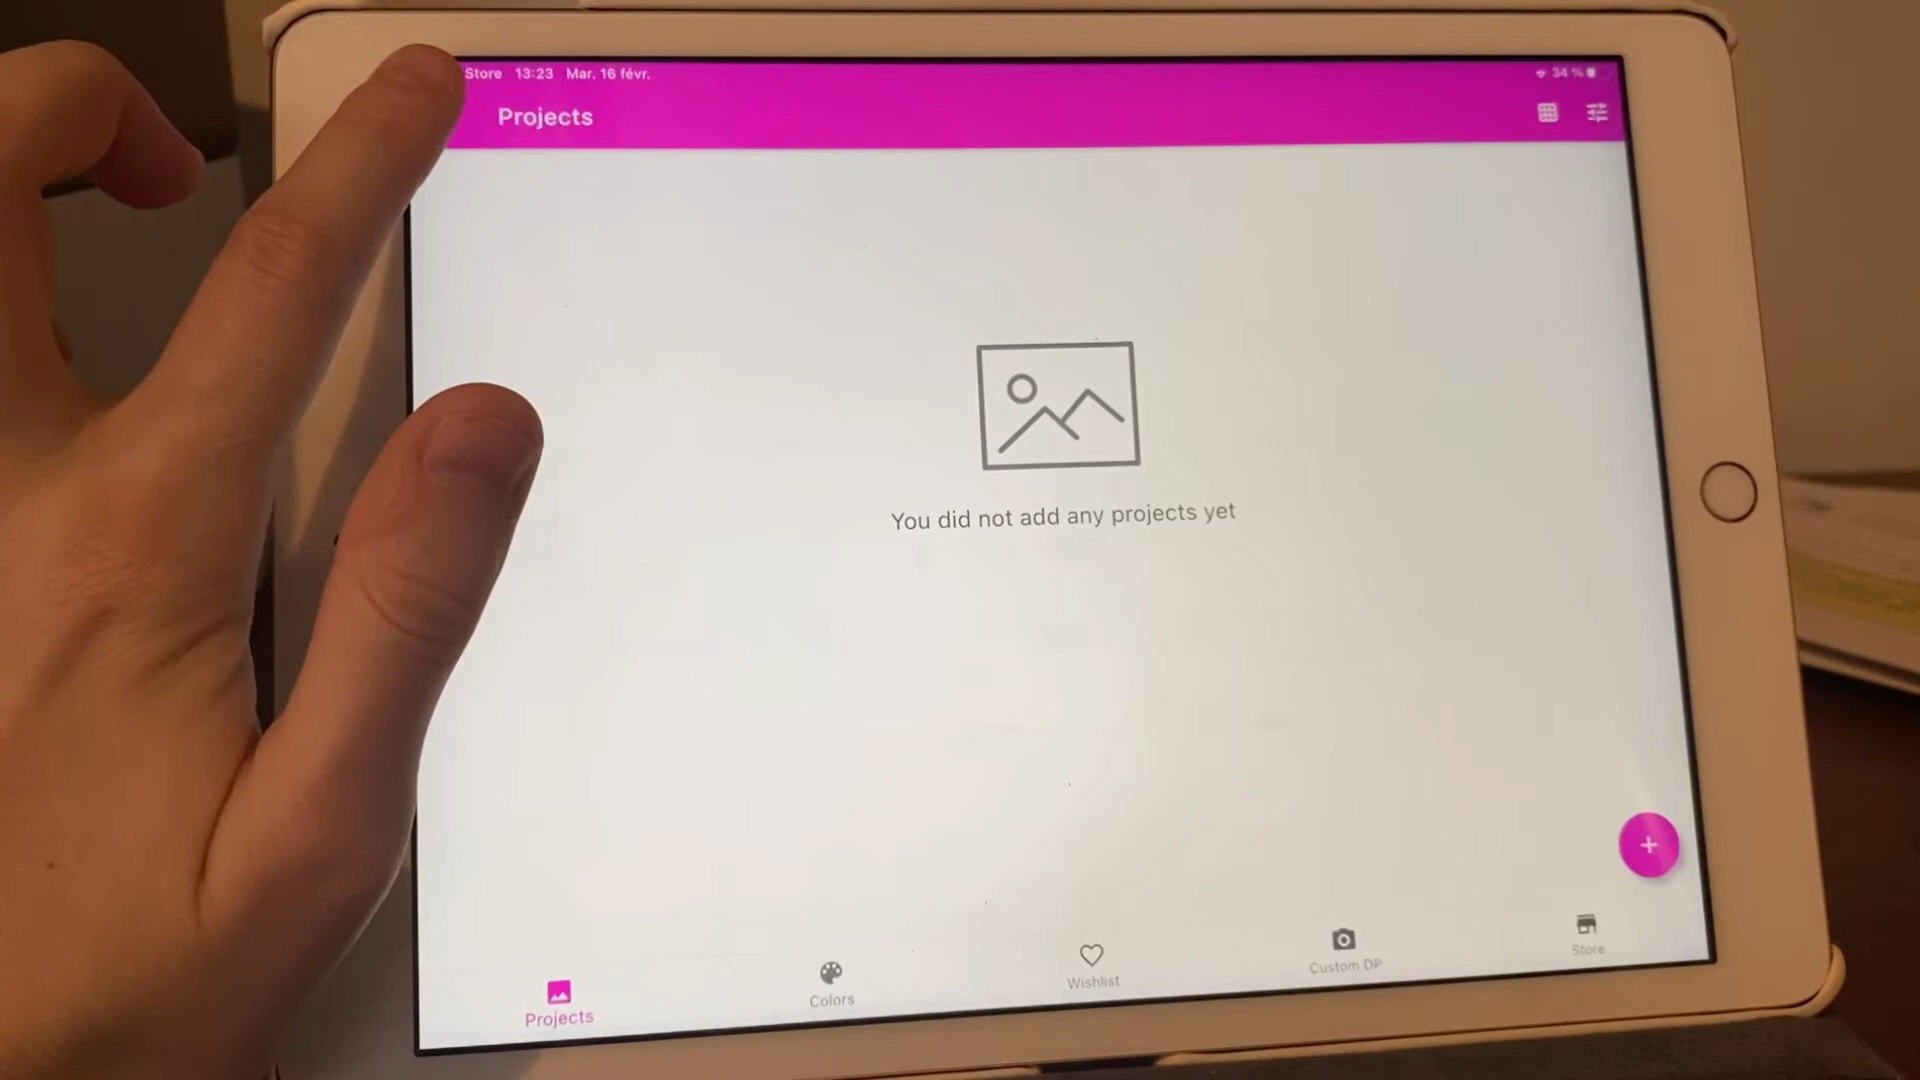 Store 13:23 Mar. 16 févr. 34 %
Projects
You did not add any projects yet
+
Projects Colors Wishlist Custom DP Store